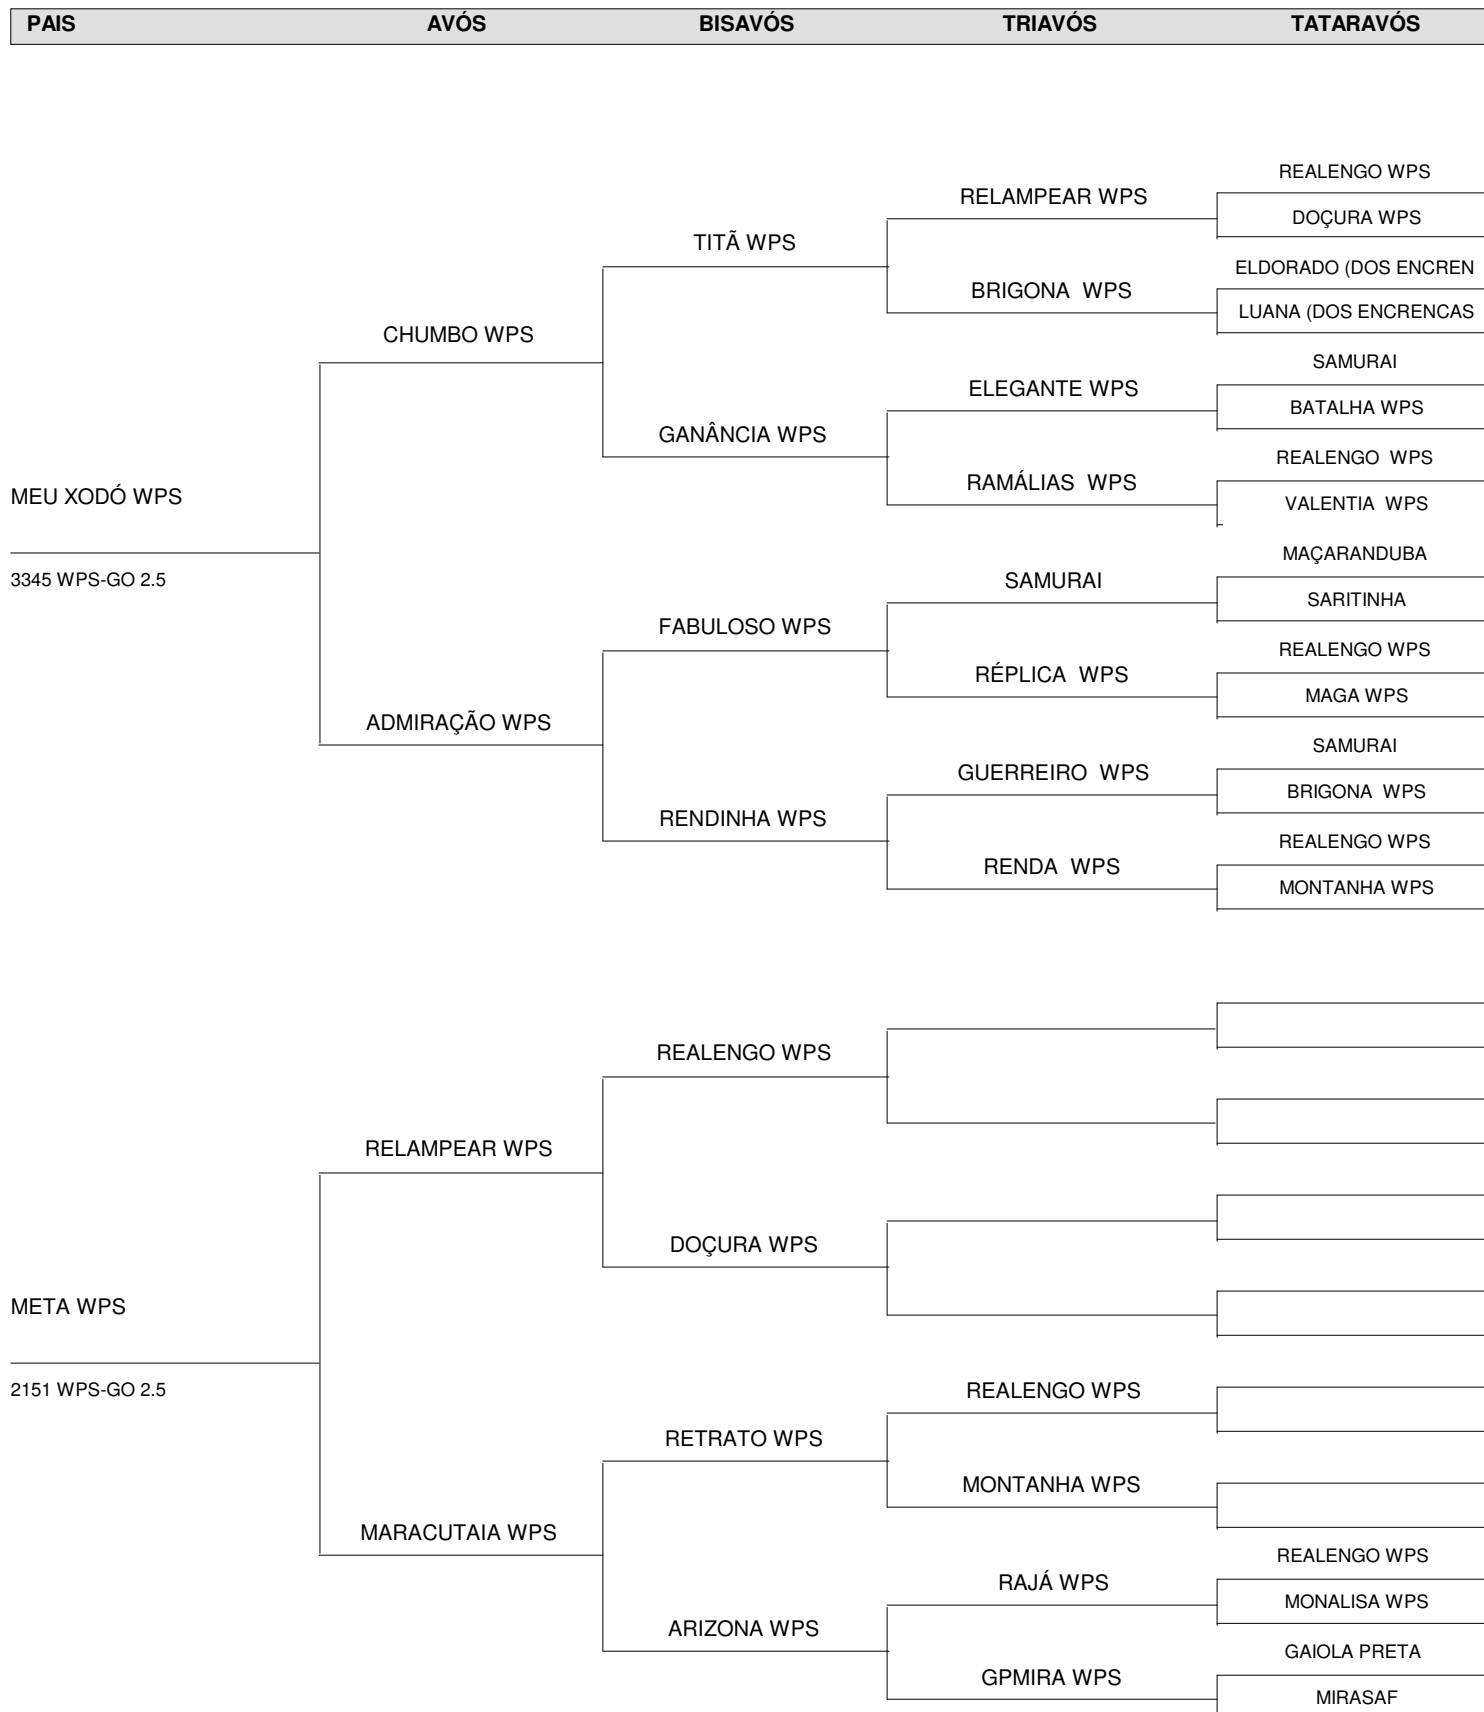 PAIS AVÓS BISAVÓS TRIAVÓS TATARAVÓS
REALENGO WPS
RELAMPEAR WPS
DOÇURA WPS
TITÃ WPS
ELDORADO (DOS ENCREN
BRIGONA WPS
LUANA (DOS ENCRENCAS
CHUMBO WPS
SAMURAI
ELEGANTE WPS
BATALHA WPS
GANÂNCIA WPS
REALENGO WPS
RAMÁLIAS WPS
MEU XODÓ WPS
VALENTIA WPS
MAÇARANDUBA
3345 WPS-GO 2.5
SAMURAI
SARITINHA
FABULOSO WPS
REALENGO WPS
RÉPLICA WPS
MAGA WPS
ADMIRAÇÃO WPS
SAMURAI
GUERREIRO WPS
BRIGONA WPS
RENDINHA WPS
REALENGO WPS
RENDA WPS
MONTANHA WPS
REALENGO WPS
RELAMPEAR WPS
DOÇURA WPS
META WPS
2151 WPS-GO 2.5
REALENGO WPS
RETRATO WPS
MONTANHA WPS
MARACUTAIA WPS
REALENGO WPS
RAJÁ WPS
MONALISA WPS
ARIZONA WPS
GAIOLA PRETA
GPMIRA WPS
MIRASAF